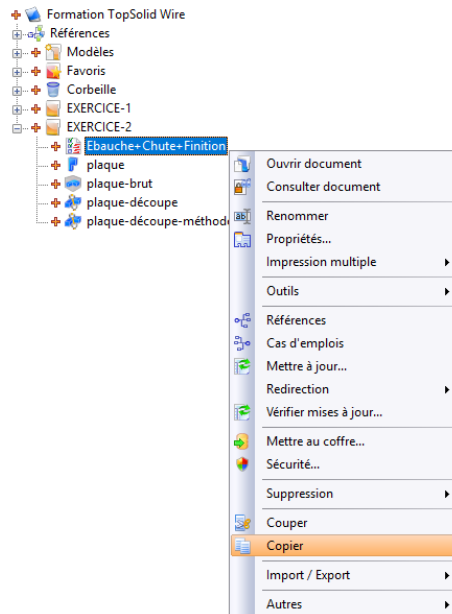 Formation TopSolid Wire
Références
Modèles
Favoris
Corbeille
EXERCICE-1
EXERCICE-2
Ebauche+Chute+Finition
plaque
plaque-brut
plaque-découpe
plaque-découpe-méthod
Ouvrir document
Consulter document
Renommer
Propriétés...
Impression multiple
Outils
Références
Cas d'emplois
Mettre à jour...
Redirection
Vérifier mises à jour...
Mettre au coffre...
Sécurité...
Suppression
Couper
Copier
Import / Export
Autres